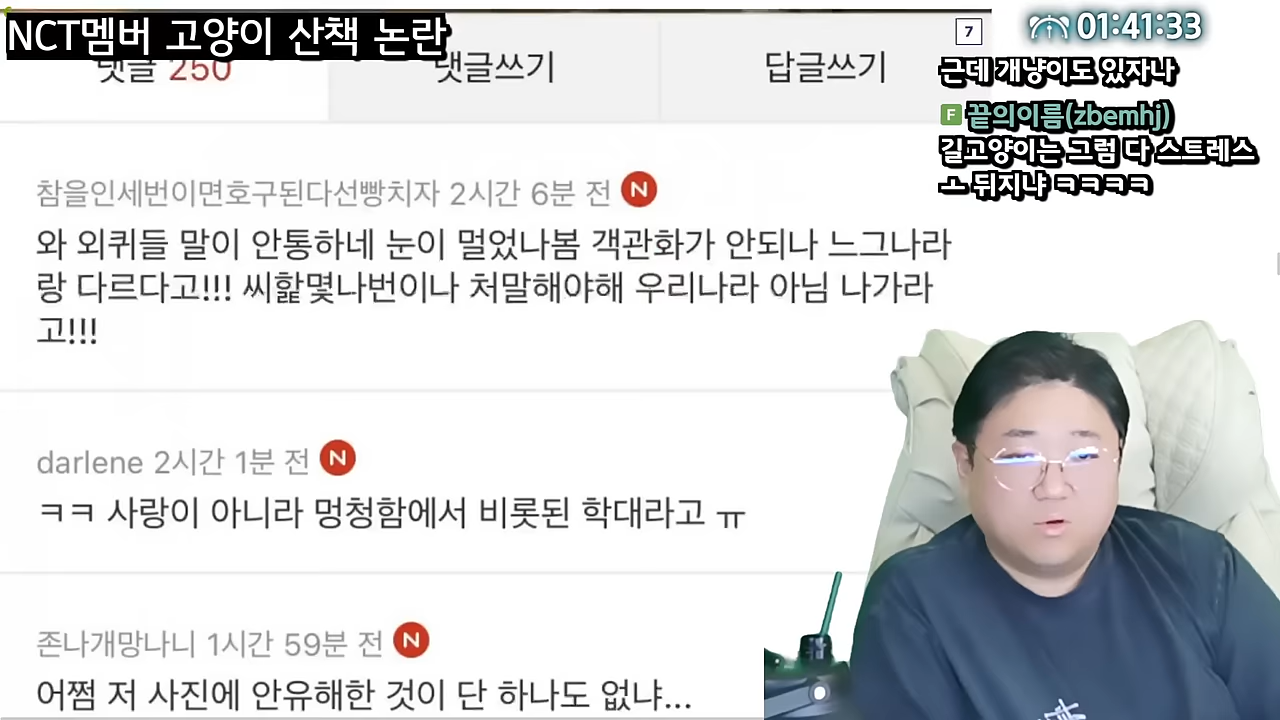 NCT멤버 고양이 산책 논란
댓글 250
댓글쓰기
답글쓰기
7
01:41:33
근데 개냥이도 있자나
F 끝의이름(zbemhj)
길고양이는 그럼 다 스트레스
ㅗ 뒤지냐 ㅋㅋㅋㅋ
참을인세번이면호구된다선빵치자 2시간 6분 전 N
와 외퀴들 말이 안통하네 눈이 멀었나봄 객관화가 안되나 느그나라
랑 다르다고!!! 씨핥몇나번이나 처말해야해 우리나라 아님 나가라
고!!!
darlene 2시간 1분 전 N
ㅋㅋ 사랑이 아니라 멍청함에서 비롯된 학대라고 ㅠ
존나개망나니 1시간 59분 전 N
어쩜 저 사진에 안유해한 것이 단 하나도 없냐...